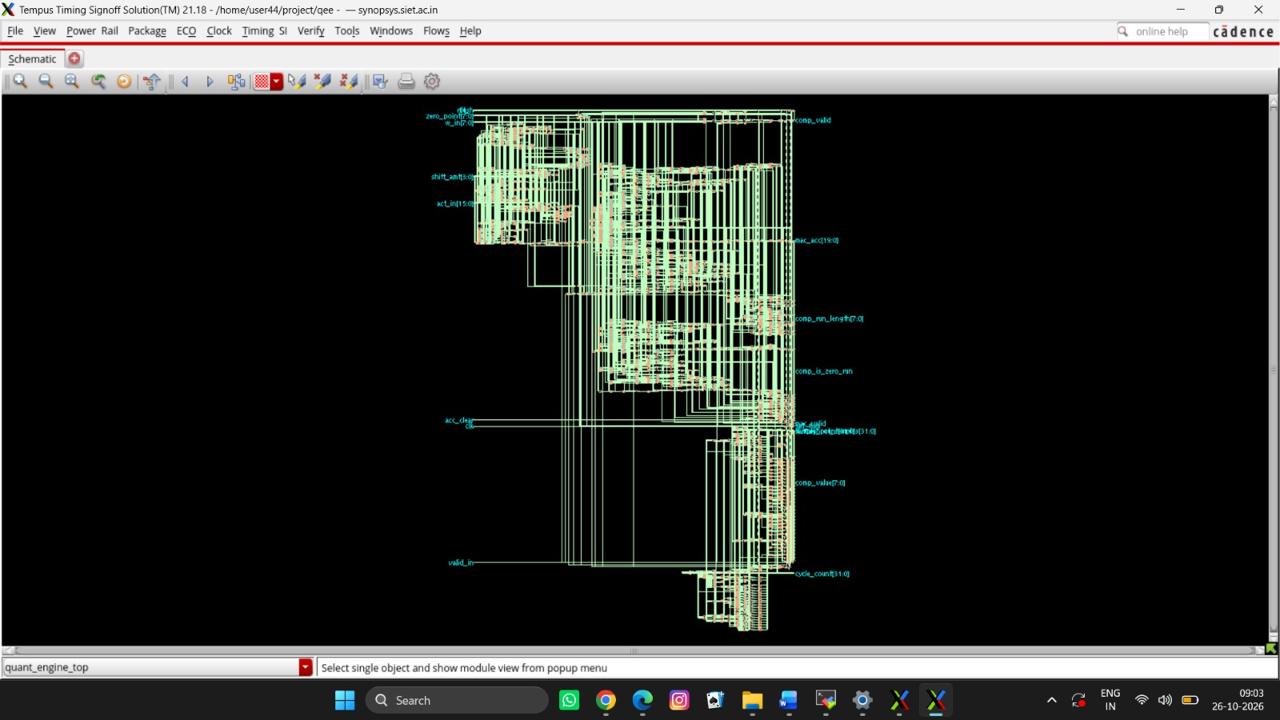 Tempus Timing Signoff Solution(TM) 21.18 - /home/user44/project/qee - — synopsys.siet.ac.in
File View Power Rail Package ECO Clock Timing SI Verify Tools Windows Flows Help
online help cādence
Schematic
zero_point[7:0]
w_in[7:0]
comp_valid
shift_amt[3:0]
act_in[15:0]
mac_acc[19:0]
comp_run_length[7:0]
comp_is_zero_run
acc_clear
mac_valid
comp_value[7:0]
valid_in
cycle_count[31:0]
quant_engine_top
Select single object and show module view from popup menu
Search
ENG
IN
09:03
26-10-2026